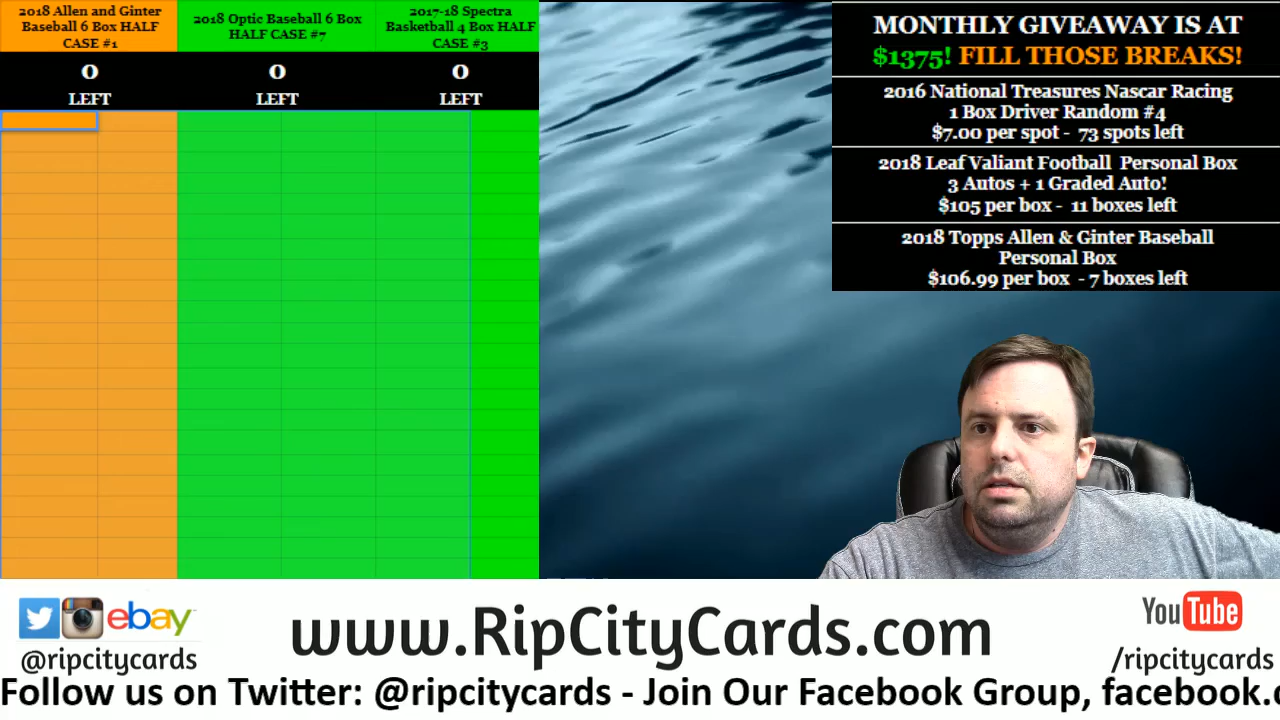 2018 Allen and Ginter
Baseball 6 Box HALF
CASE #1
0
LEFT
2018 Optic Baseball 6 Box
HALF CASE #7
0
LEFT
2017-18 Spectra
Basketball 4 Box HALF
CASE #3
0
LEFT
MONTHLY GIVEAWAY IS AT
$1375! FILL THOSE BREAKS!
2016 National Treasures Nascar Racing
1 Box Driver Random #4
$7.00 per spot - 73 spots left
2018 Leaf Valiant Football Personal Box
3 Autos + 1 Graded Auto!
$105 per box - 11 boxes left
2018 Topps Allen & Ginter Baseball
Personal Box
$106.99 per box - 7 boxes left
ebay
@ripcitycards
www.RipCityCards.com
YouTube
/ripcitycards
Follow us on Twitter: @ripcitycards - Join Our Facebook Group, facebook.c